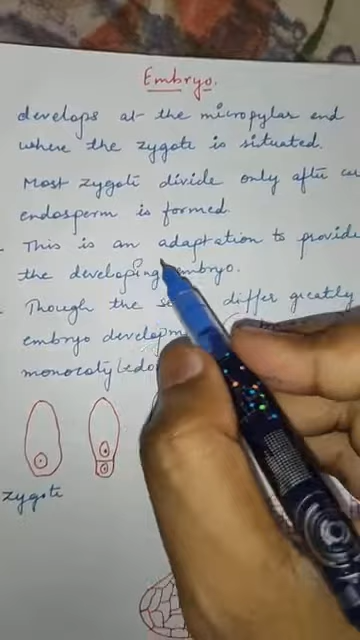 Embryo.
develops at the micropylar end
where the zygote is situated.
Most zygote divide only after
endosperm is formed.
This is an adaptation to provide
the developing embryo.
Though the differ greatly
embryo developm
monocotyledo
zygote